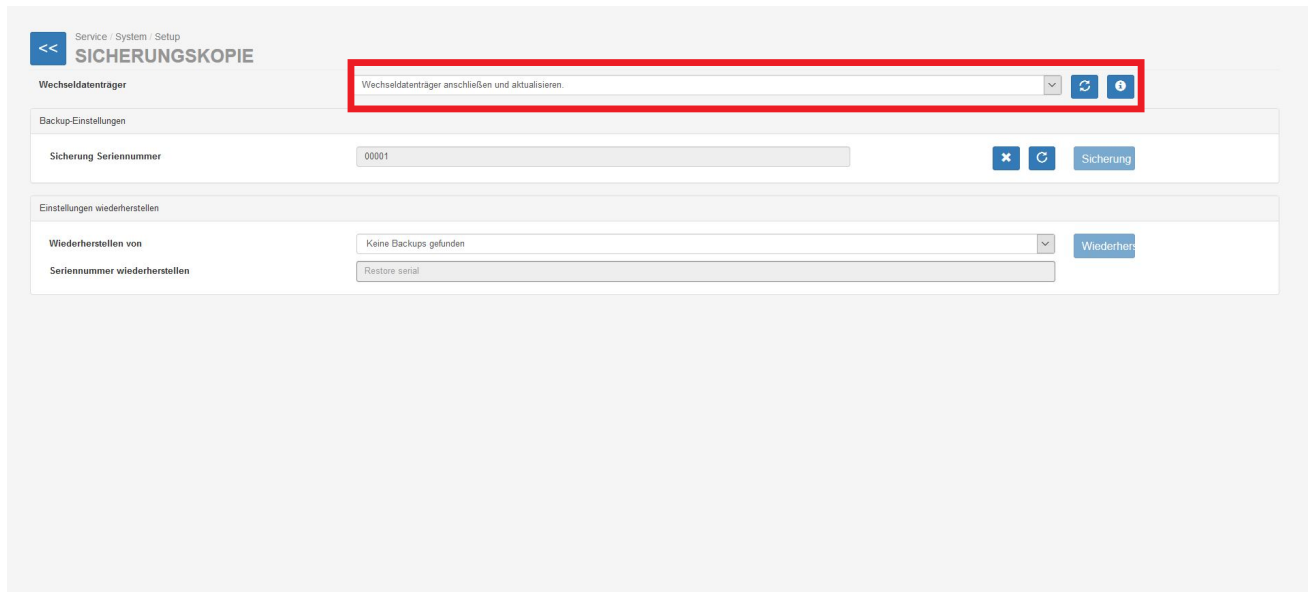 <<
Service / System / Setup
SICHERUNGSKOPIE
Wechseldatenträger
Wechseldatenträger anschließen und aktualisieren.
Backup-Einstellungen
Sicherung Seriennummer
00001
Sicherung
Einstellungen wiederherstellen
Wiederherstellen von
Keine Backups gefunden
Wiederhers
Seriennummer wiederherstellen
Restore serial